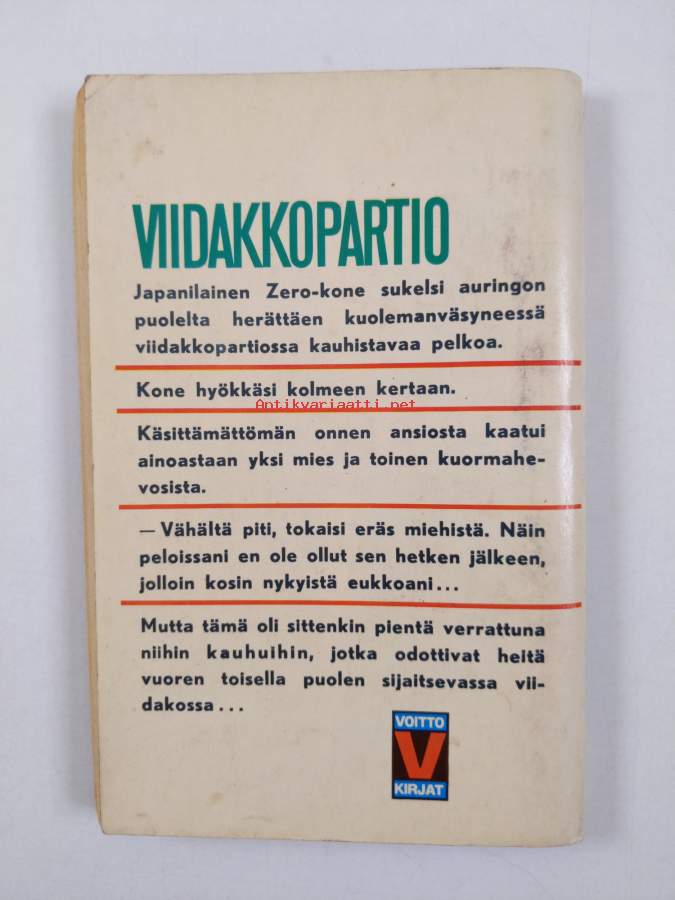 VIIDAKKOPARTIO
Japanilainen Zero-kone sukelsi auringon
puolelta herättäen kuolemanväsyneessä
viidakkopartiossa kauhistavaa pelkoa.
Kone hyökkäsi kolmeen kertaan.
Antikvariaatti.net
Käsittämättömän onnen ansiosta kaatui
ainoastaan yksi mies ja toinen kuormahe-
vosista.
— Vähältä piti, tokaisi eräs miehistä. Näin
peloissani en ole ollut sen hetken jälkeen,
jolloin kosin nykyistä eukkoani...
Mutta tämä oli sittenkin pientä verrattuna
niihin kauhuihin, jotka odottivat heitä
vuoren toisella puolen sijaitsevassa vii-
dakossa...
VOITTO
V
KIRJAT